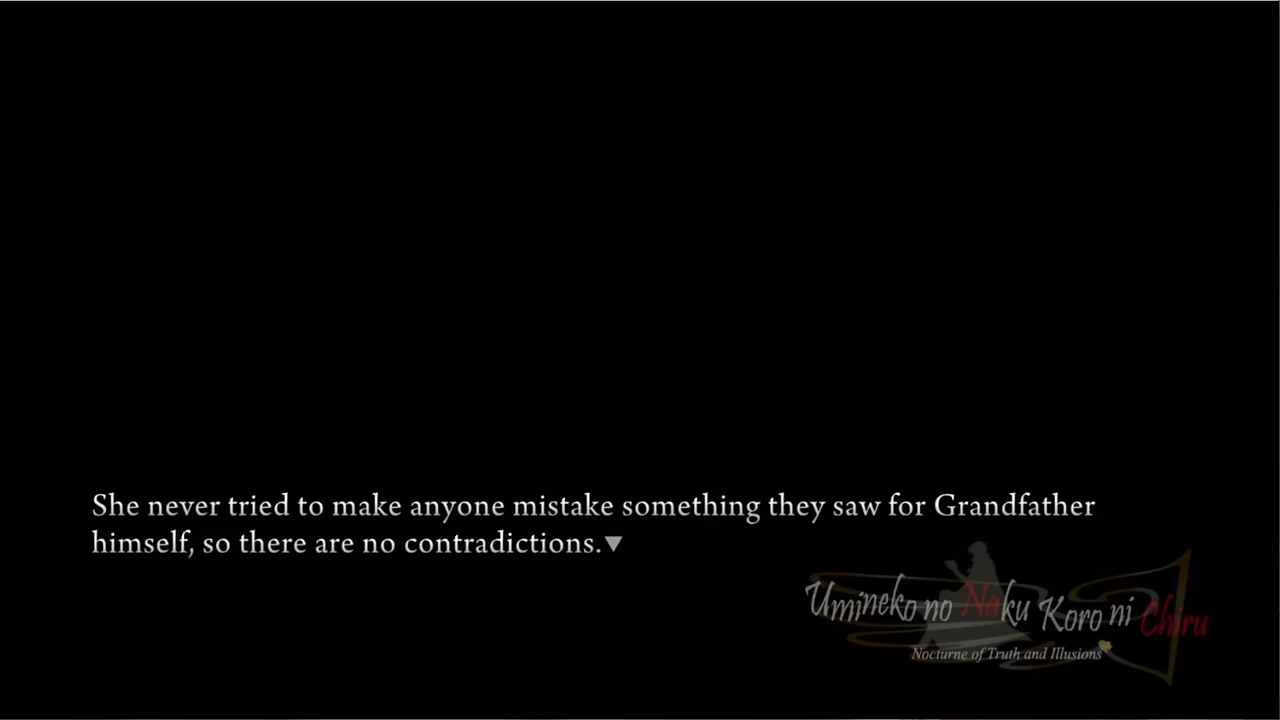 She never tried to make anyone mistake something they saw for Grandfather
himself, so there are no contradictions.
Umineko no Naku Koro ni Chiru
Nocturne of Truth and Illusions